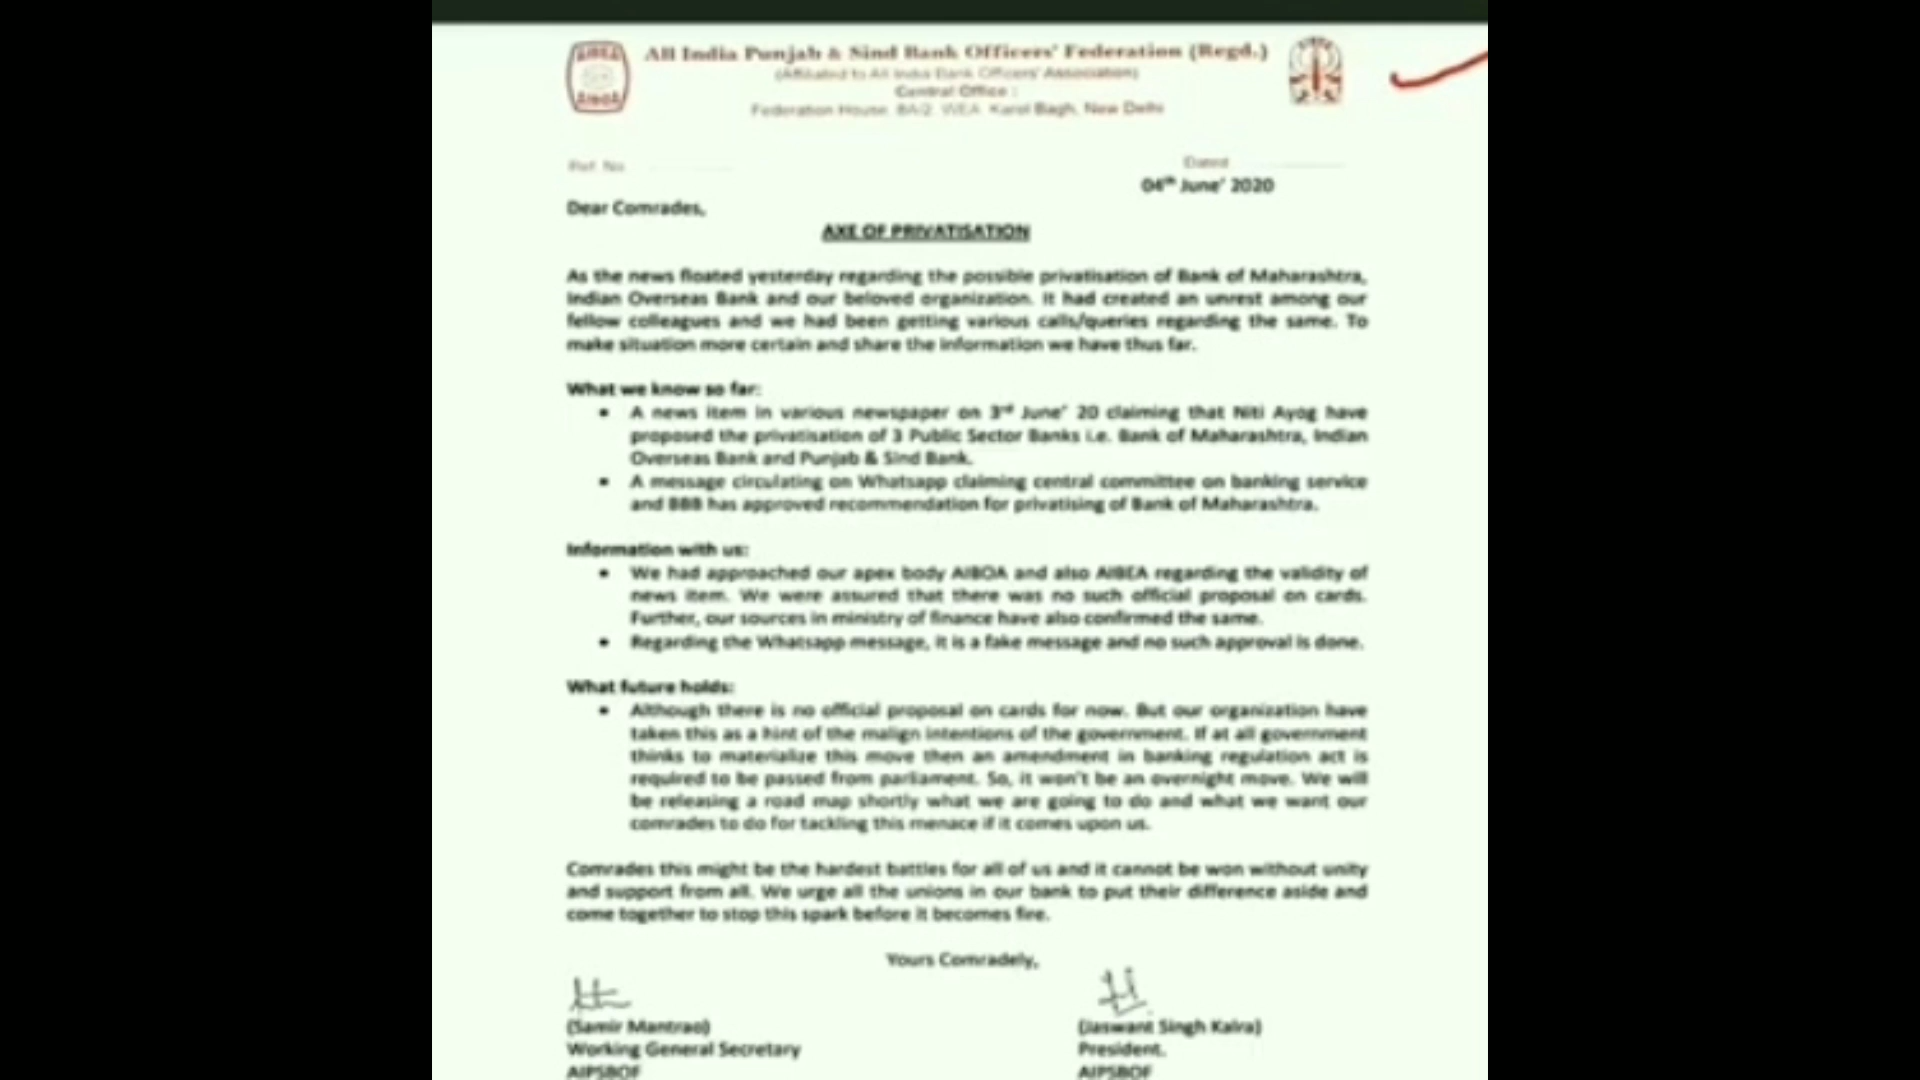 AIBEA
AIBOA
All India Punjab & Sind Bank Officers' Federation (Regd.)
(Affiliated to All India Bank Officers' Association)
Central Office :
Federation House, 8A/2, WEA, Karol Bagh, New Delhi
Ref. No
Dated
04th June' 2020
Dear Comrades,
AXE OF PRIVATISATION
As the news floated yesterday regarding the possible privatisation of Bank of Maharashtra,
Indian Overseas Bank and our beloved organization. It had created an unrest among our
fellow colleagues and we had been getting various calls/queries regarding the same. To
make situation more certain and share the information we have thus far.
What we know so far:
• A news item in various newspaper on 3rd June' 20 claiming that Niti Ayog have
proposed the privatisation of 3 Public Sector Banks i.e. Bank of Maharashtra, Indian
Overseas Bank and Punjab & Sind Bank.
• A message circulating on Whatsapp claiming central committee on banking service
and BBB has approved recommendation for privatising of Bank of Maharashtra.
Information with us:
• We had approached our apex body AIBOA and also AIBEA regarding the validity of
news item. We were assured that there was no such official proposal on cards.
Further, our sources in ministry of finance have also confirmed the same.
• Regarding the Whatsapp message, it is a fake message and no such approval is done.
What future holds:
• Although there is no official proposal on cards for now. But our organization have
taken this as a hint of the malign intentions of the government. If at all government
thinks to materialize this move then an amendment in banking regulation act is
required to be passed from parliament. So, it won't be an overnight move. We will
be releasing a road map shortly what we are going to do and what we want our
comrades to do for tackling this menace if it comes upon us.
Comrades this might be the hardest battles for all of us and it cannot be won without unity
and support from all. We urge all the unions in our bank to put their difference aside and
come together to stop this spark before it becomes fire.
Yours Comradely,
(Samir Mantrao)
(Jaswant Singh Kalra)
Working General Secretary
President.
AIPSBOF
AIPSBOF